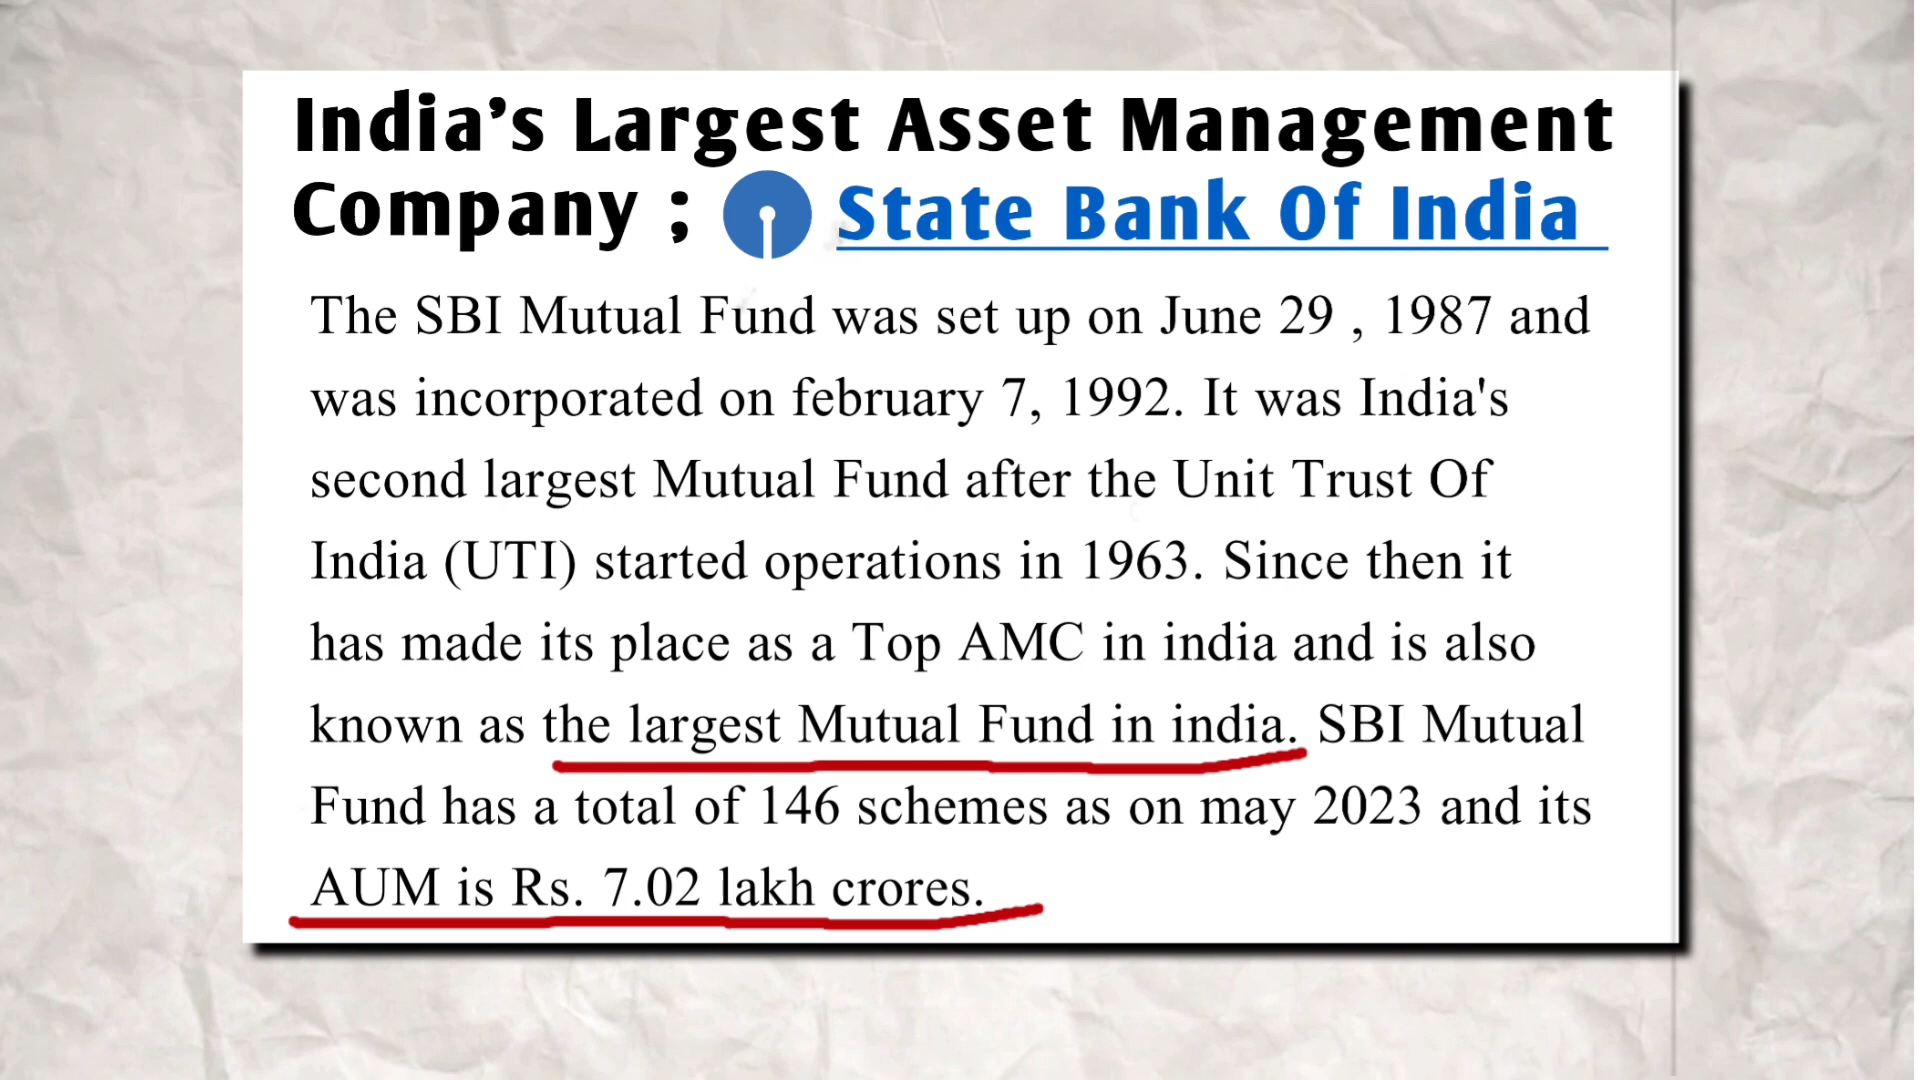 India’s Largest Asset Management
Company ; State Bank Of India
The SBI Mutual Fund was set up on June 29 , 1987 and
was incorporated on february 7, 1992. It was India's
second largest Mutual Fund after the Unit Trust Of
India (UTI) started operations in 1963. Since then it
has made its place as a Top AMC in india and is also
known as the largest Mutual Fund in india. SBI Mutual
Fund has a total of 146 schemes as on may 2023 and its
AUM is Rs. 7.02 lakh crores.